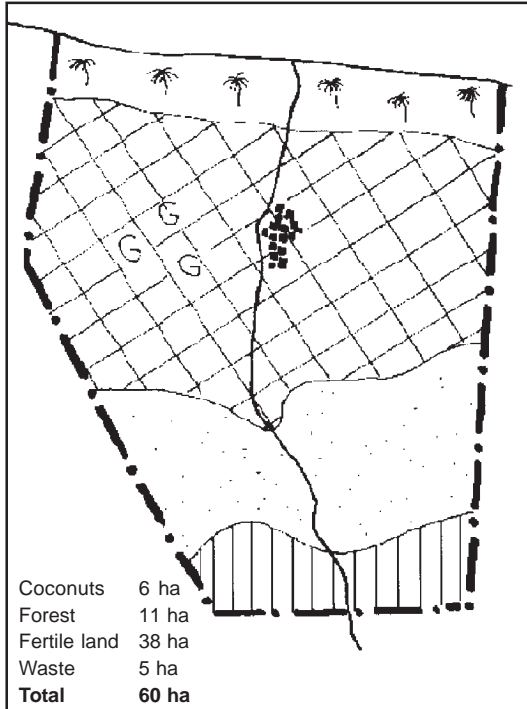 G
G
G
Coconuts 6 ha
Forest 11 ha
Fertile land 38 ha
Waste 5 ha
Total 60 ha